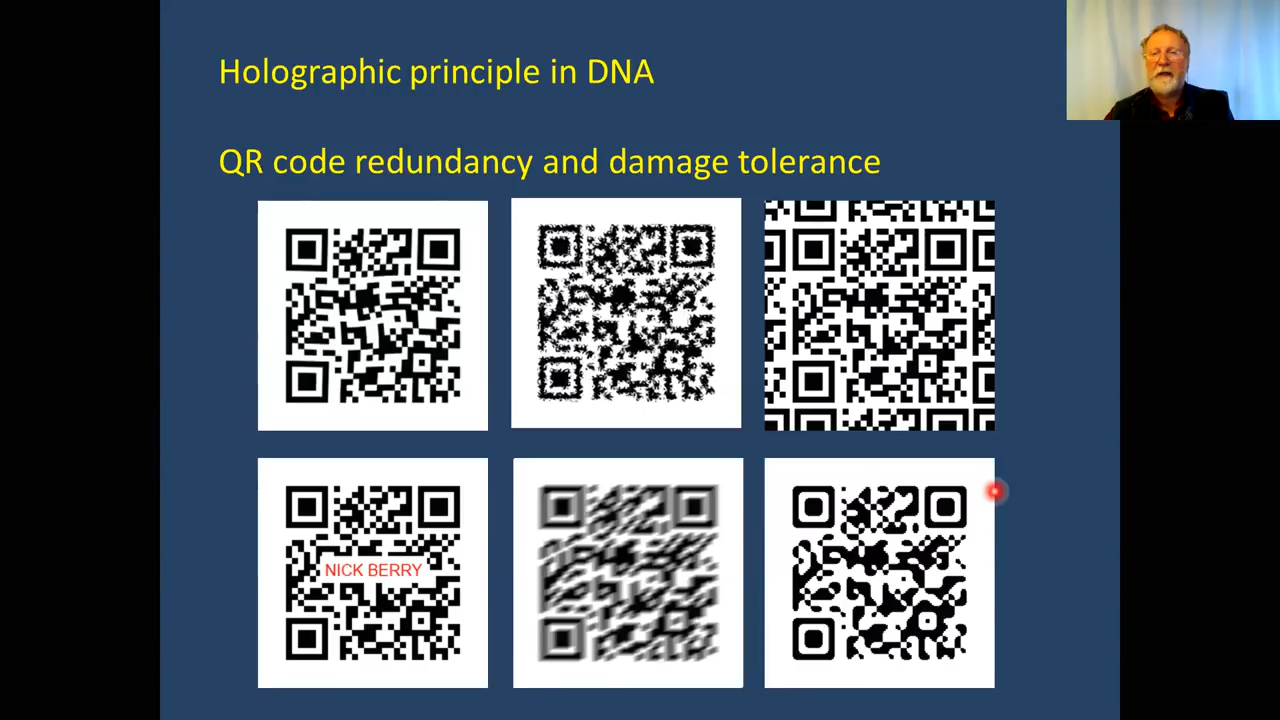 Holographic principle in DNA
QR code redundancy and damage tolerance
NICK BERRY